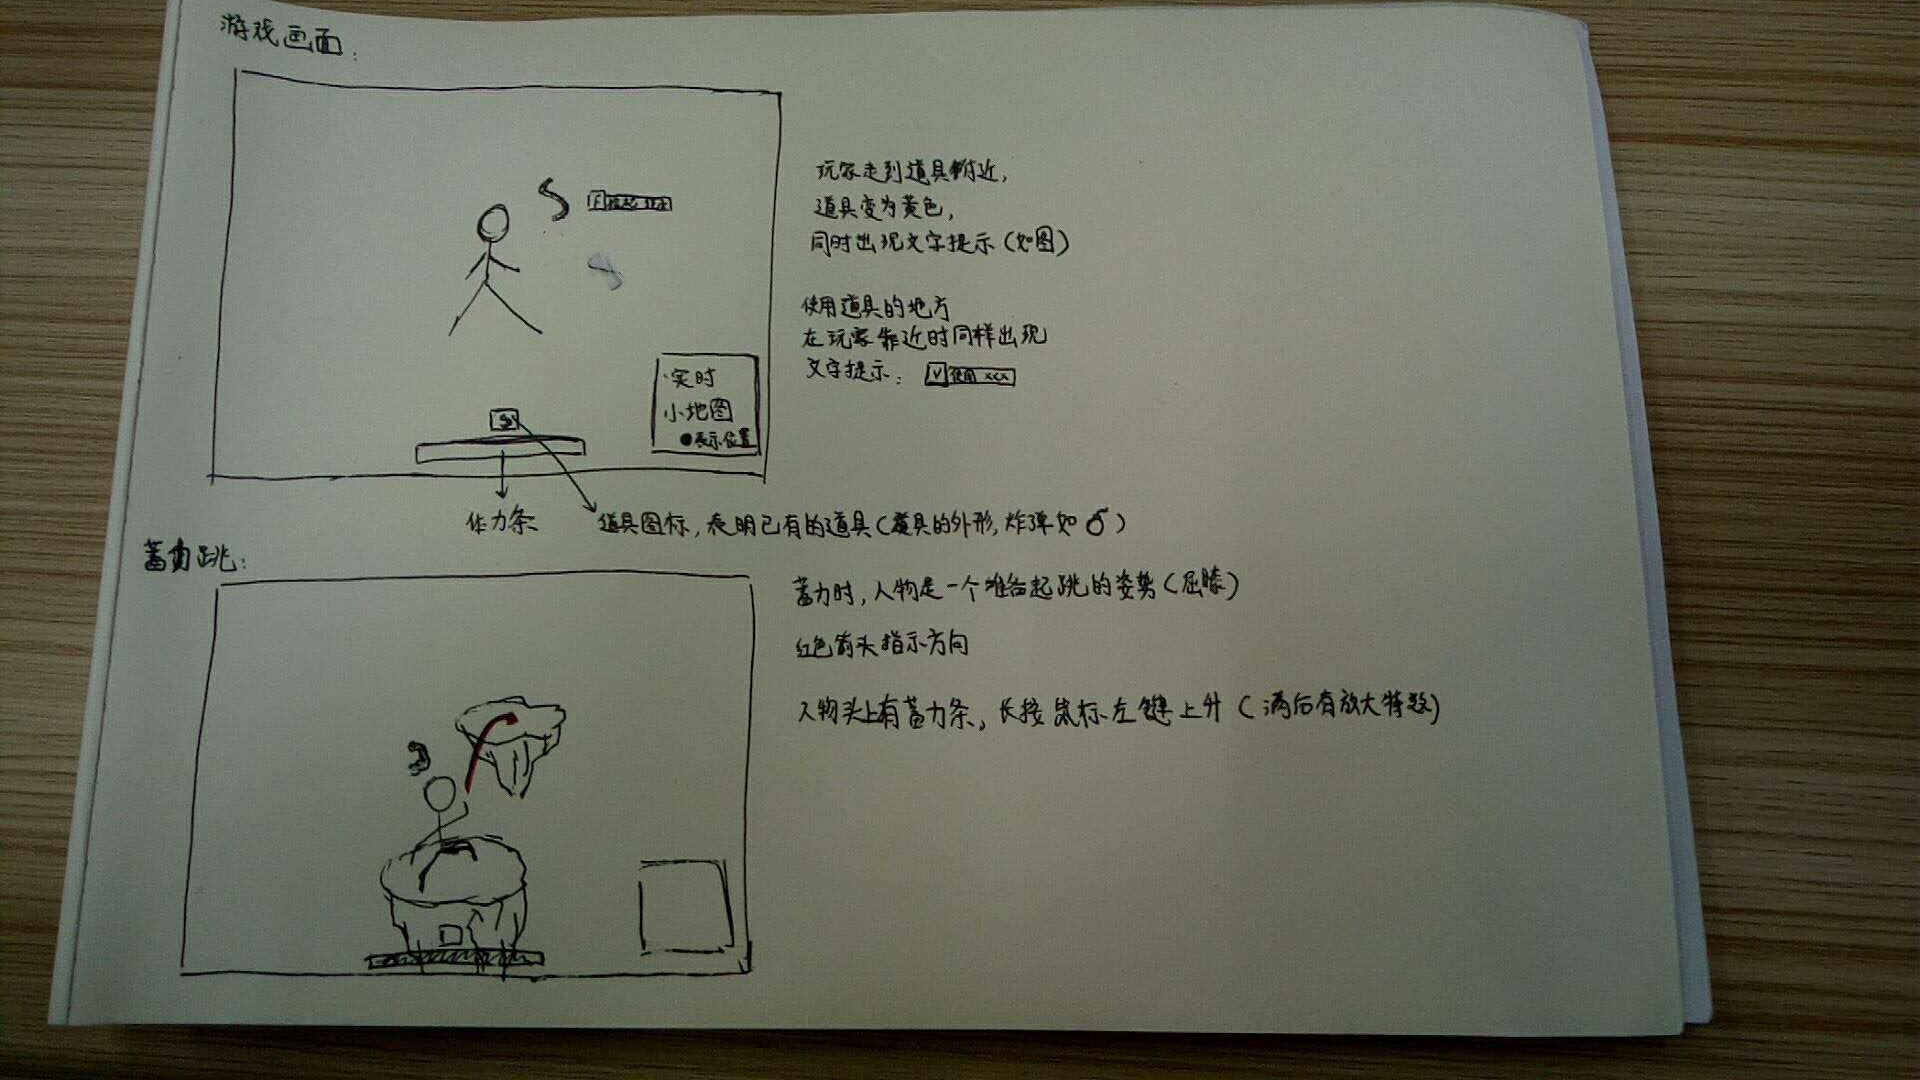 游戏画面:
玩家走到道具附近,
道具变为黄色,
同时出现文字提示(如图)
F
使用道具的地方
在玩家靠近时同样出现
文字提示: V 使用 xxx
实时
小地图
表示位置
体力条
道具图标, 表明已有的道具(道具的外形, 炸弹如 )
蓄力跳:
蓄力时, 人物是一个准备起跳的姿势(屈膝)
红色箭头指示方向
人物头上有蓄力条, 长按鼠标左键上升(满后有放大特效)